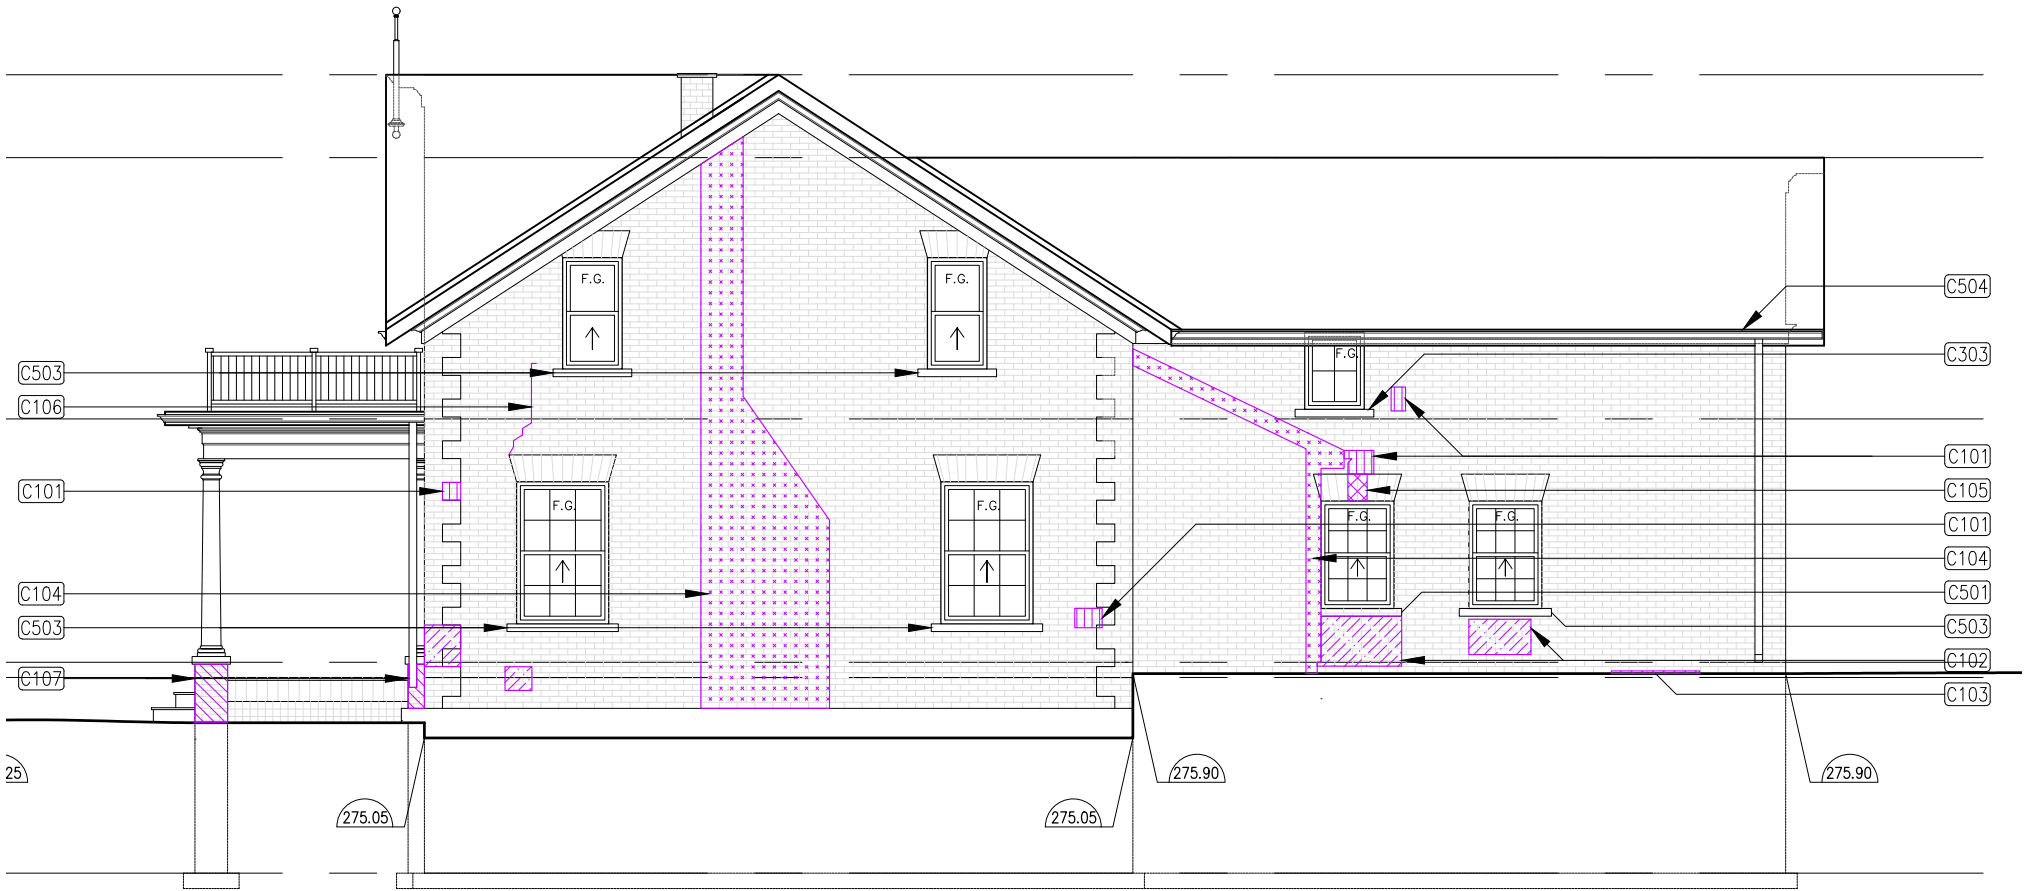 F.G. F.G.
C504
F.G. C303
C503
C106
C101
C101
C105
F.G. F.G. F.G. F.G.
C101
C104
C104
C501
C503
C503
C102
C107
C103
25 275.90 275.90
275.05 275.05